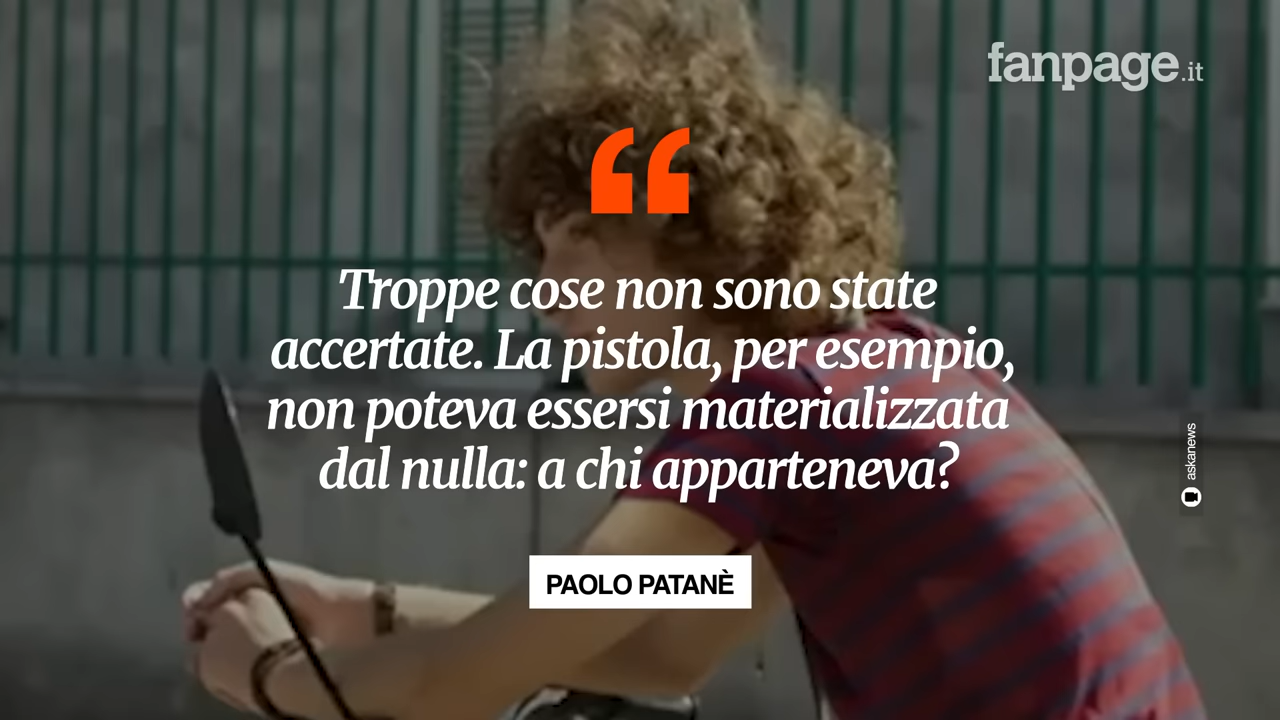 fanpage.it
“
Troppe cose non sono state
accertate. La pistola, per esempio,
non poteva essersi materializzata
dal nulla: a chi apparteneva?
askanews
PAOLO PATANÈ